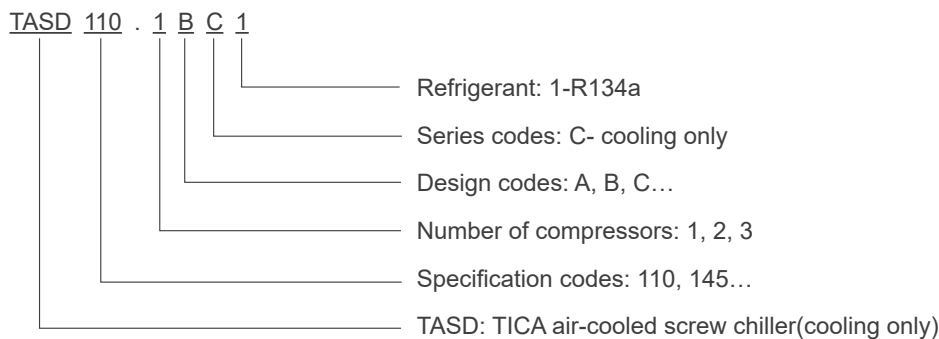 TASD 110 . 1 B C 1
Refrigerant: 1-R134a
Series codes: C- cooling only
Design codes: A, B, C…
Number of compressors: 1, 2, 3
Specification codes: 110, 145…
TASD: TICA air-cooled screw chiller(cooling only)